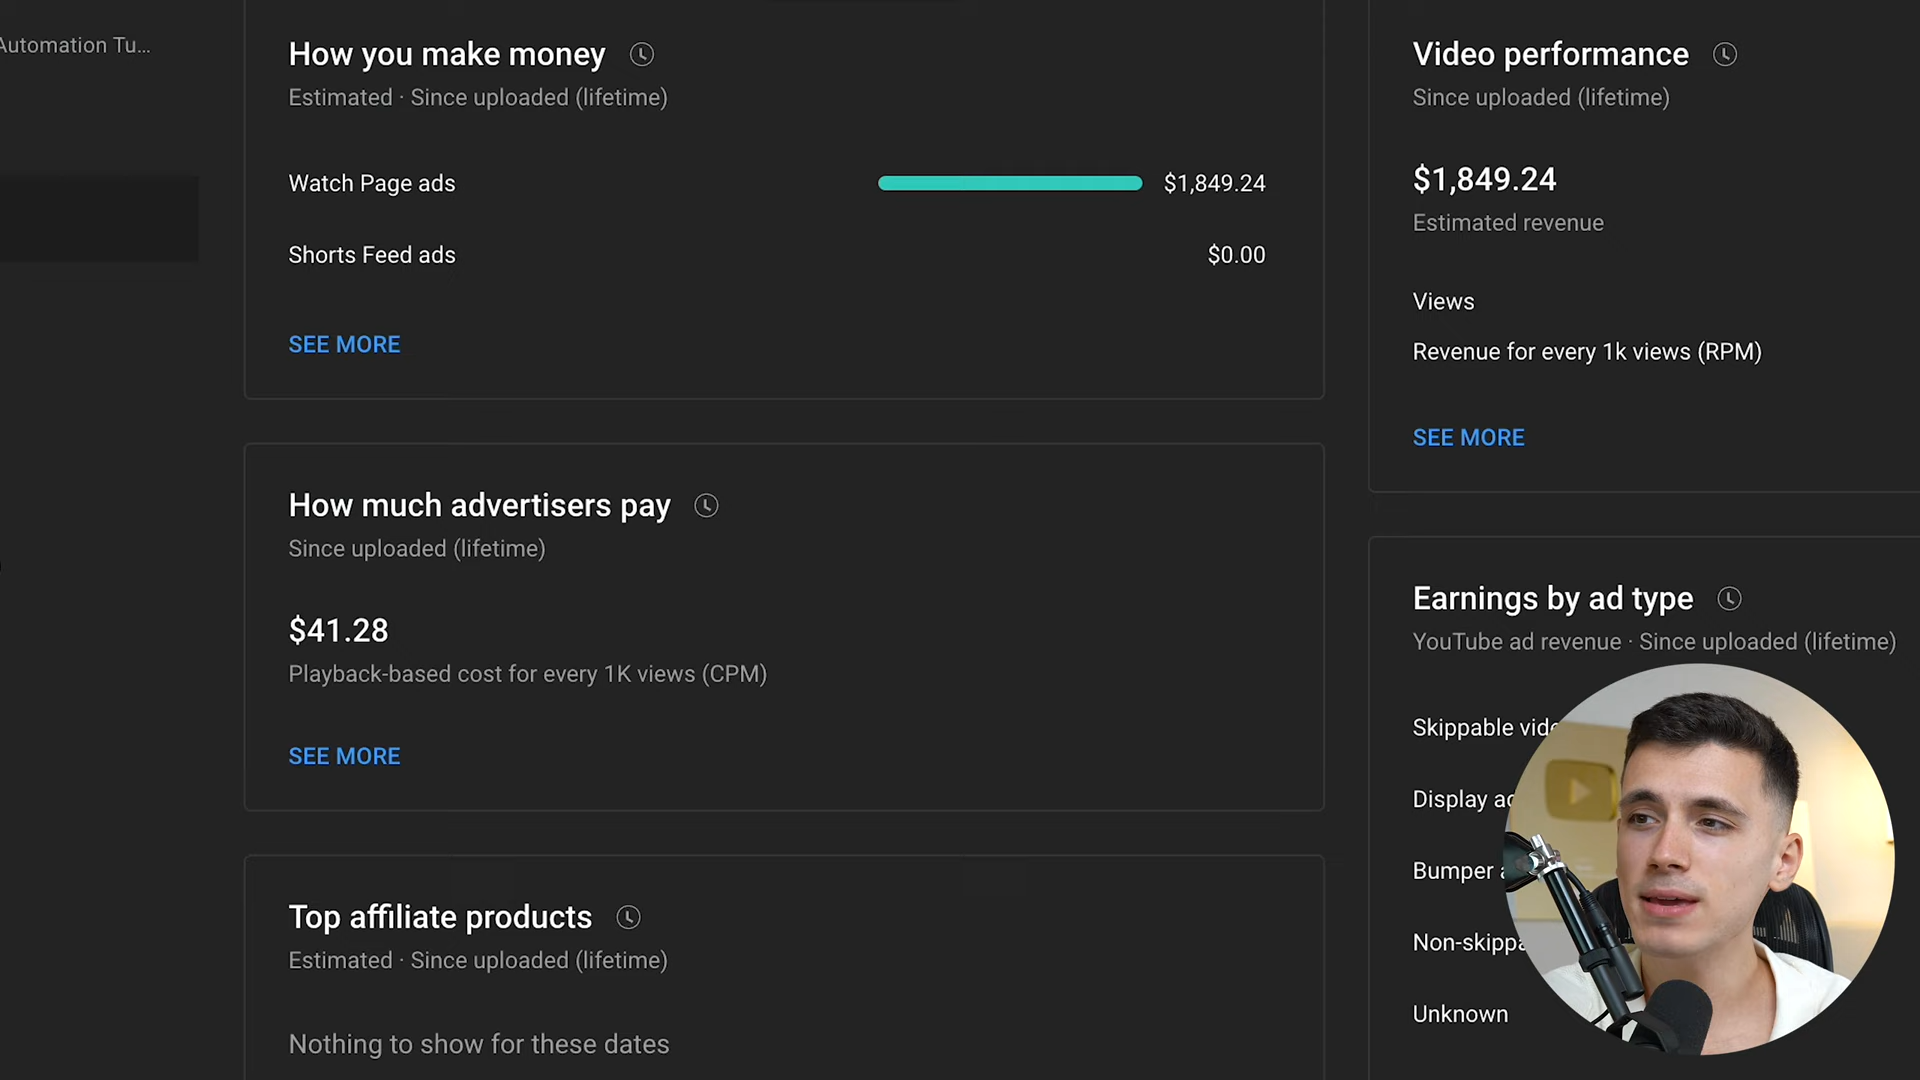 Automation Tu...
How you make money
Estimated · Since uploaded (lifetime)
Watch Page ads
$1,849.24
Shorts Feed ads
$0.00
SEE MORE
How much advertisers pay
Since uploaded (lifetime)
$41.28
Playback-based cost for every 1K views (CPM)
SEE MORE
Top affiliate products
Estimated · Since uploaded (lifetime)
Nothing to show for these dates
Video performance
Since uploaded (lifetime)
$1,849.24
Estimated revenue
Views
Revenue for every 1k views (RPM)
SEE MORE
Earnings by ad type
YouTube ad revenue · Since uploaded (lifetime)
Skippable
Display
Bumper
Unknown